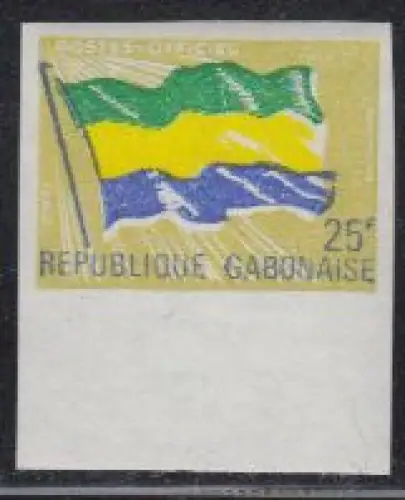 POSTES-OFFICIEL
25F
REPUBLIQUE GABONAISE